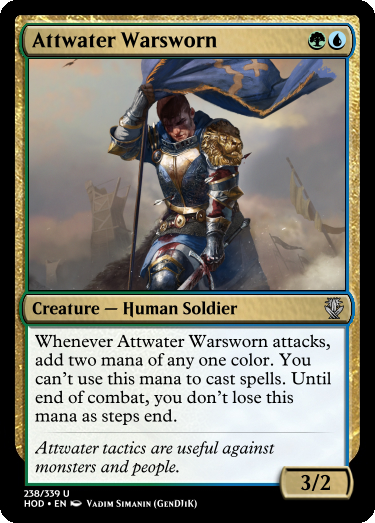 Attwater Warsworn
Creature — Human Soldier
Whenever Attwater Warsworn attacks,
add two mana of any one color. You
can't use this mana to cast spells. Until
end of combat, you don't lose this
mana as steps end.
Attwater tactics are useful against
monsters and people.
3/2
238/339 U
HOD • EN Vadim Simanin (GenDjiK)